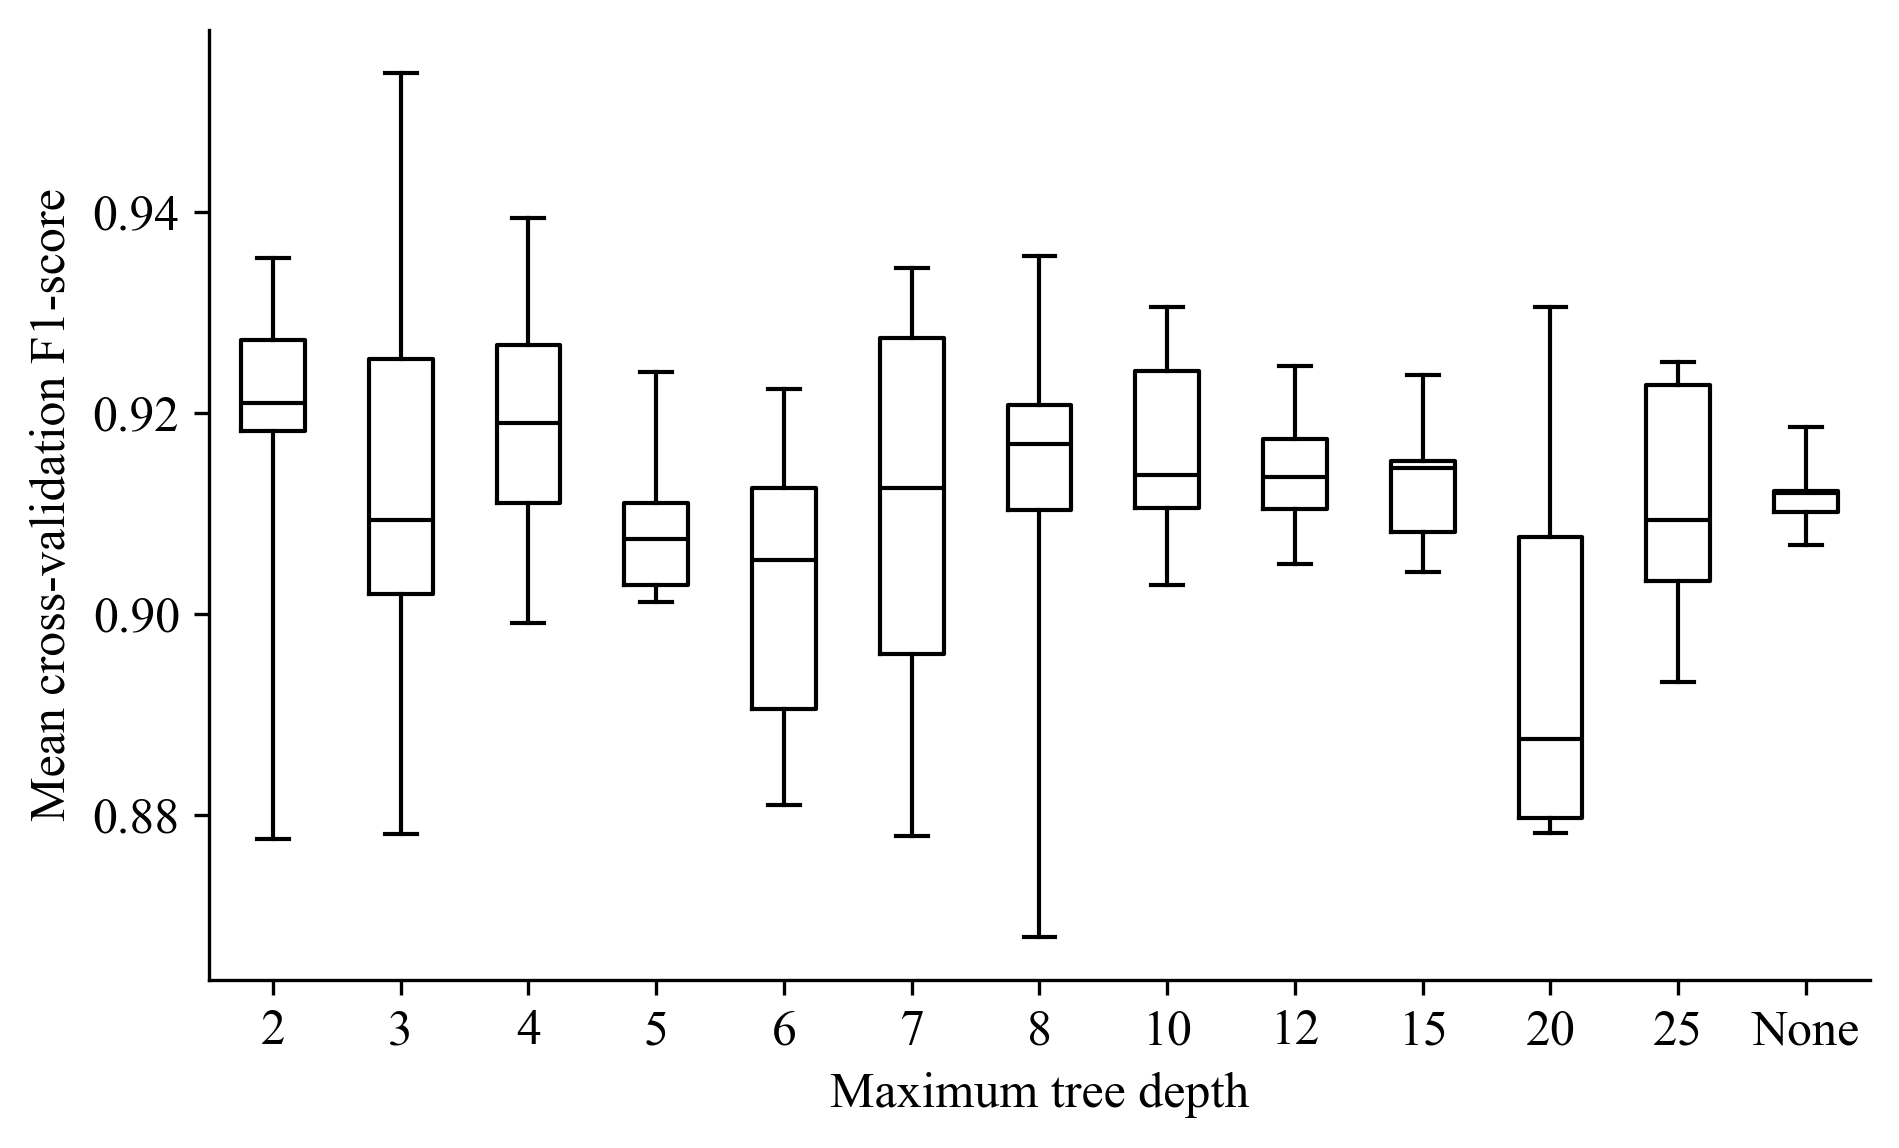 Mean cross-validation F1-score
0.94
0.92
0.90
0.88
2 3 4 5 6 7 8 10 12 15 20 25 None
Maximum tree depth